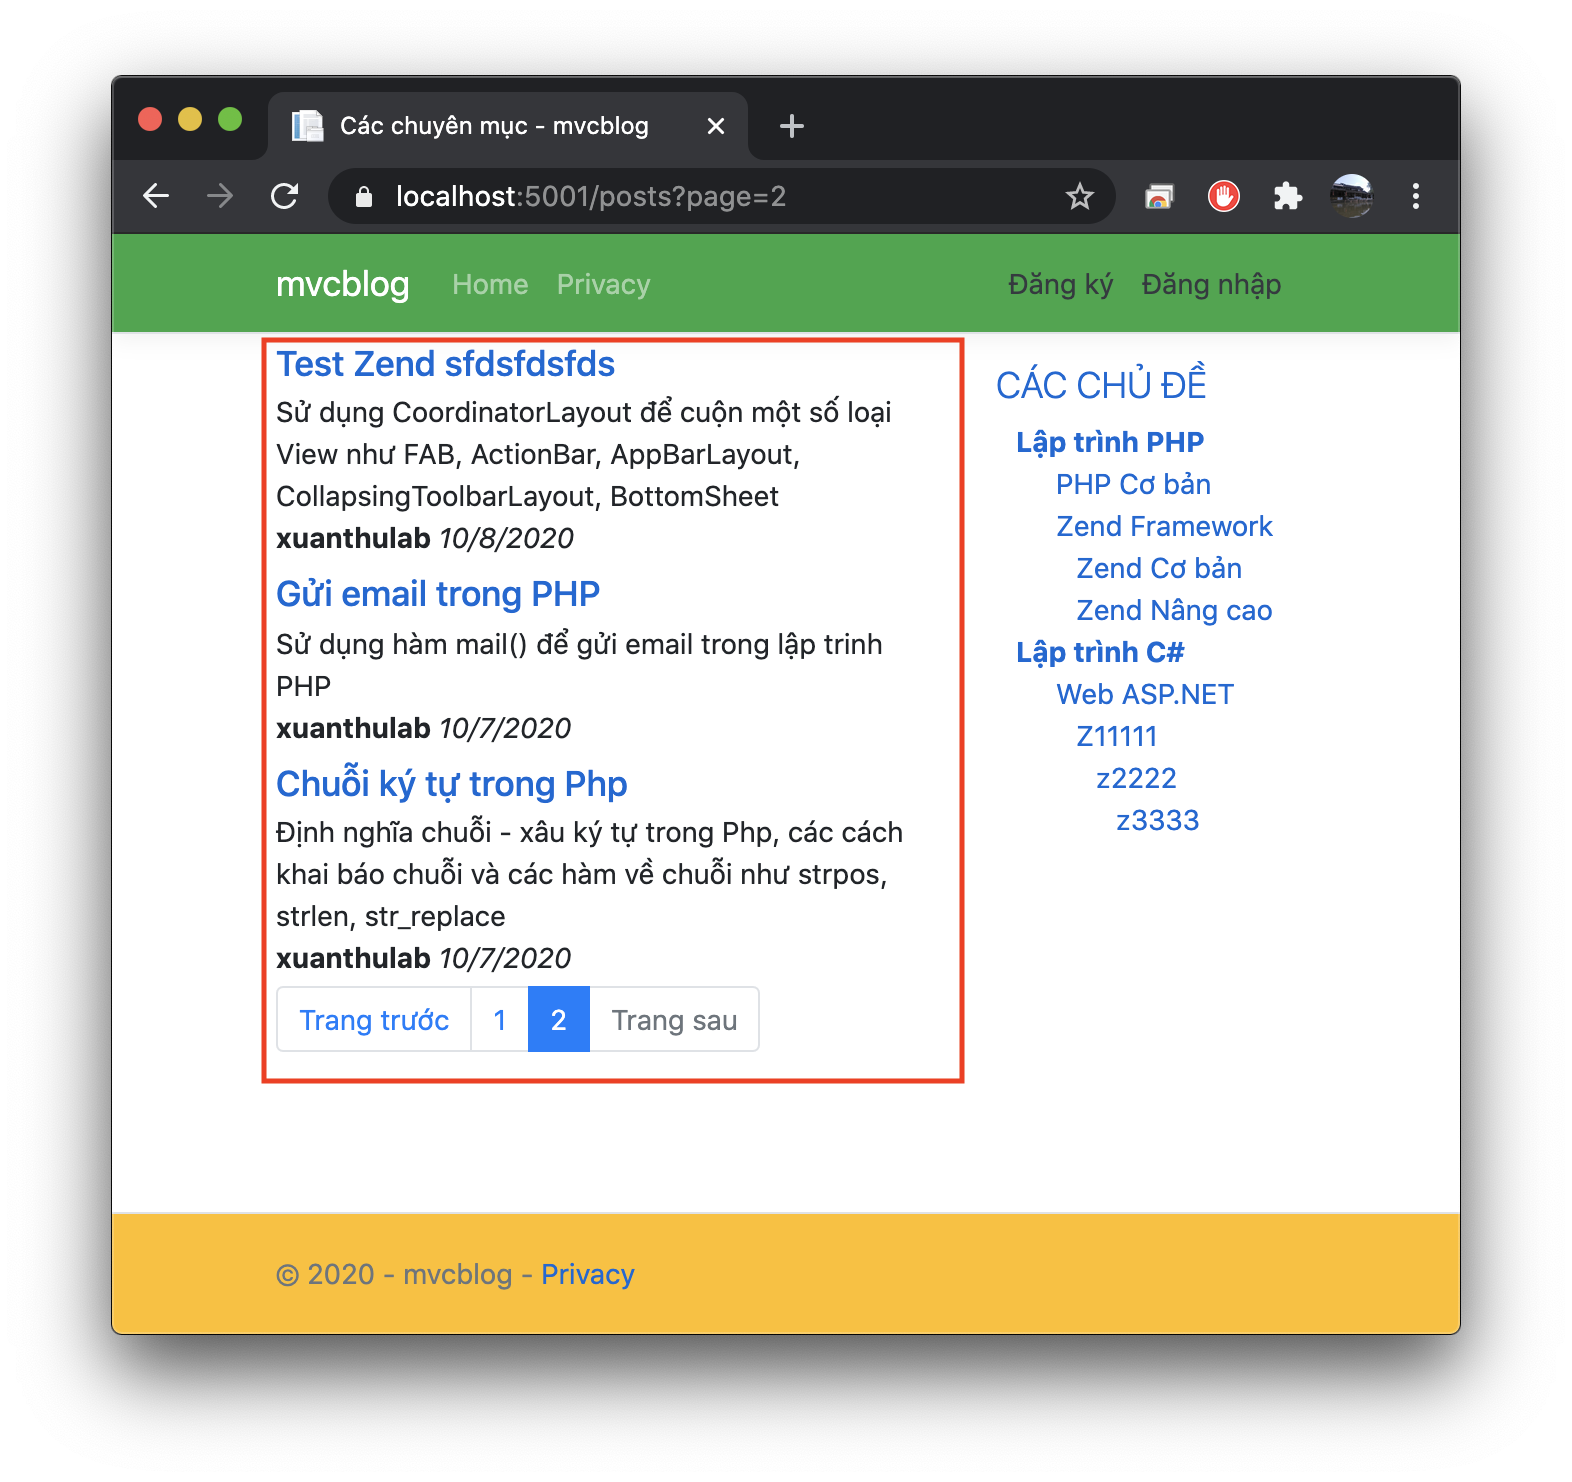 Các chuyên mục - mvcblog
localhost:5001/posts?page=2
mvcblog Home Privacy Đăng ký Đăng nhập
Test Zend sfdsfdsfds
Sử dụng CoordinatorLayout để cuộn một số loại
View như FAB, ActionBar, AppBarLayout,
CollapsingToolbarLayout, BottomSheet
xuanthulab 10/8/2020
Gửi email trong PHP
Sử dụng hàm mail() để gửi email trong lập trinh
PHP
xuanthulab 10/7/2020
Chuỗi ký tự trong Php
Định nghĩa chuỗi - xâu ký tự trong Php, các cách
khai báo chuỗi và các hàm về chuỗi như strpos,
strlen, str_replace
xuanthulab 10/7/2020
Trang trước 1 2 Trang sau
CÁC CHỦ ĐỀ
Lập trình PHP
PHP Cơ bản
Zend Framework
Zend Cơ bản
Zend Nâng cao
Lập trình C#
Web ASP.NET
Z11111
z2222
z3333
© 2020 - mvcblog - Privacy